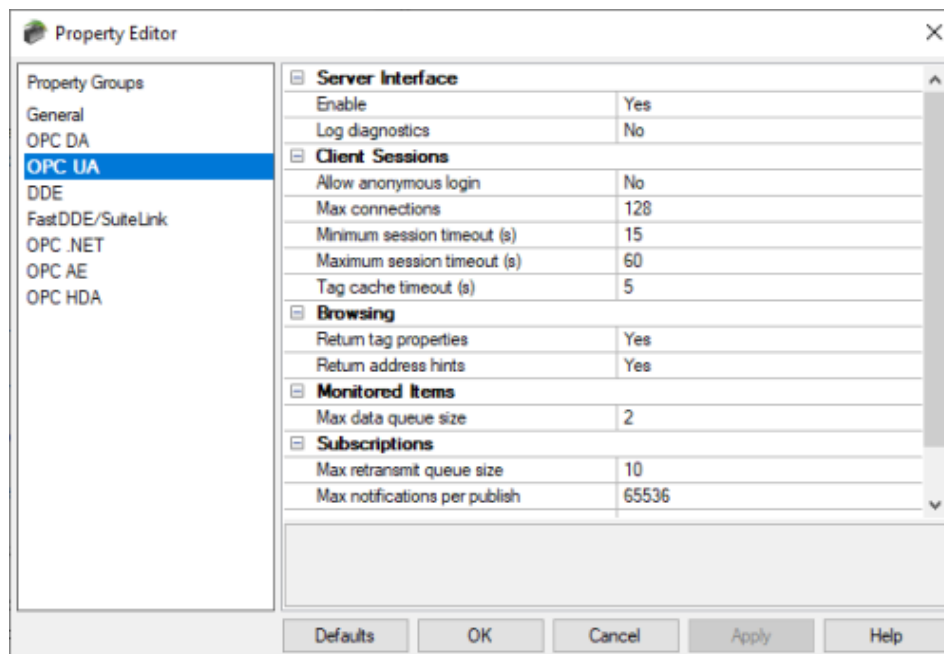 Property Editor
Property Groups
General
OPC DA
OPC UA
DDE
FastDDE/SuiteLink
OPC .NET
OPC AE
OPC HDA
Server Interface
Enable Yes
Log diagnostics No
Client Sessions
Allow anonymous login No
Max connections 128
Minimum session timeout (s) 15
Maximum session timeout (s) 60
Tag cache timeout (s) 5
Browsing
Return tag properties Yes
Return address hints Yes
Monitored Items
Max data queue size 2
Subscriptions
Max retransmit queue size 10
Max notifications per publish 65536
Defaults OK Cancel Apply Help